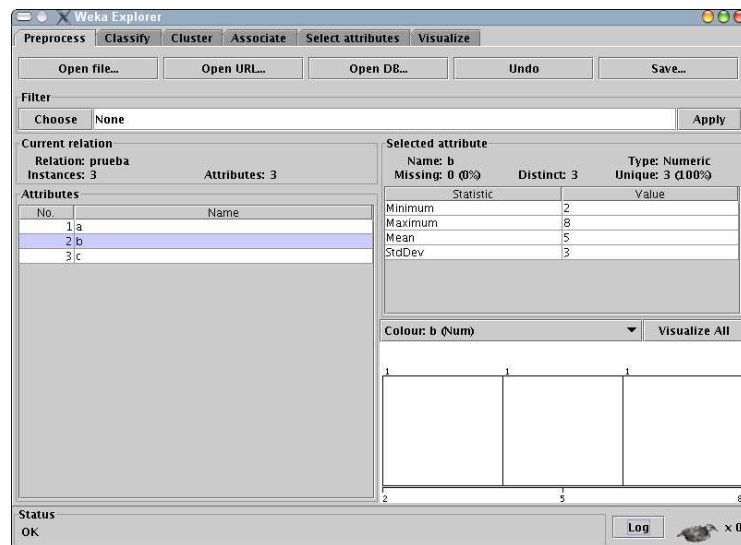 Weka Explorer
Preprocess Classify Cluster Associate Select attributes Visualize
Open file... Open URL... Open DB... Undo Save...
Filter
Choose None Apply
Current relation
Relation: prueba
Instances: 3 Attributes: 3
Attributes
No. Name
1 a
2 b
3 c
Selected attribute
Name: b Type: Numeric
Missing: 0 (0%) Distinct: 3 Unique: 3 (100%)
Statistic Value
Minimum 2
Maximum 8
Mean 5
StdDev 3
Colour: b (Num) Visualize All
1 1 1
2 5 8
Status
OK
Log x 0